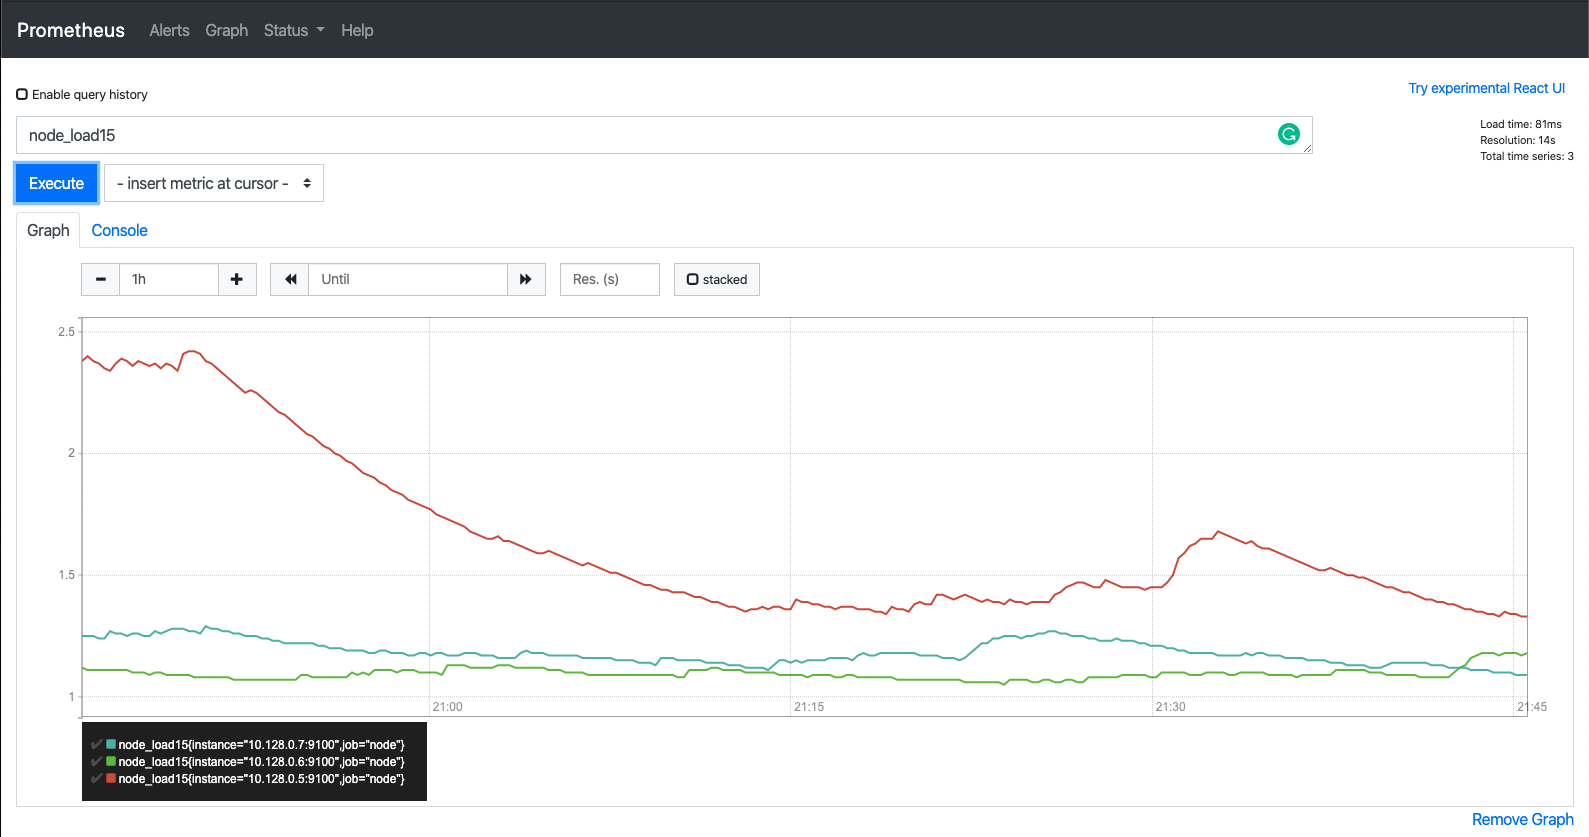 Prometheus Alerts Graph Status Help
Enable query history
Try experimental React UI
node_load15
Load time: 81ms
Resolution: 14s
Total time series: 3
Execute - insert metric at cursor -
Graph Console
1h Until Res. (s) stacked
2.5
2
1.5
1
21:00 21:15 21:30 21:45
node_load15{instance="10.128.0.7:9100",job="node"}
node_load15{instance="10.128.0.6:9100",job="node"}
node_load15{instance="10.128.0.5:9100",job="node"}
Remove Graph